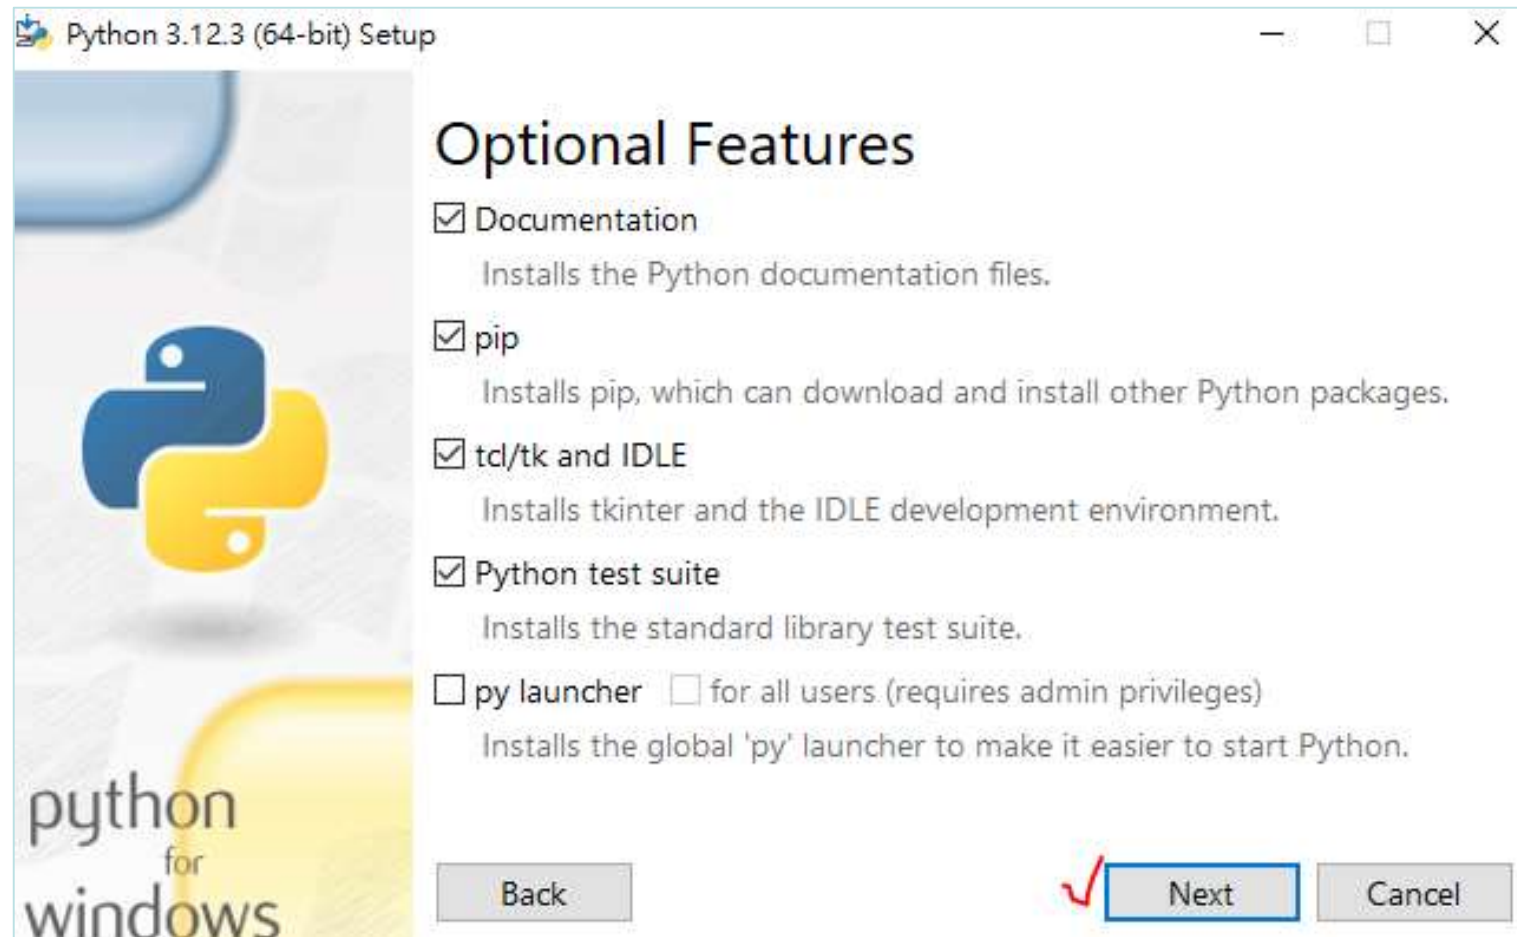 Python 3.12.3 (64-bit) Setup
Optional Features
Documentation
Installs the Python documentation files.
pip
Installs pip, which can download and install other Python packages.
tcl/tk and IDLE
Installs tkinter and the IDLE development environment.
Python test suite
Installs the standard library test suite.
py launcher for all users (requires admin privileges)
Installs the global 'py' launcher to make it easier to start Python.
python
for
windows
Back Next Cancel